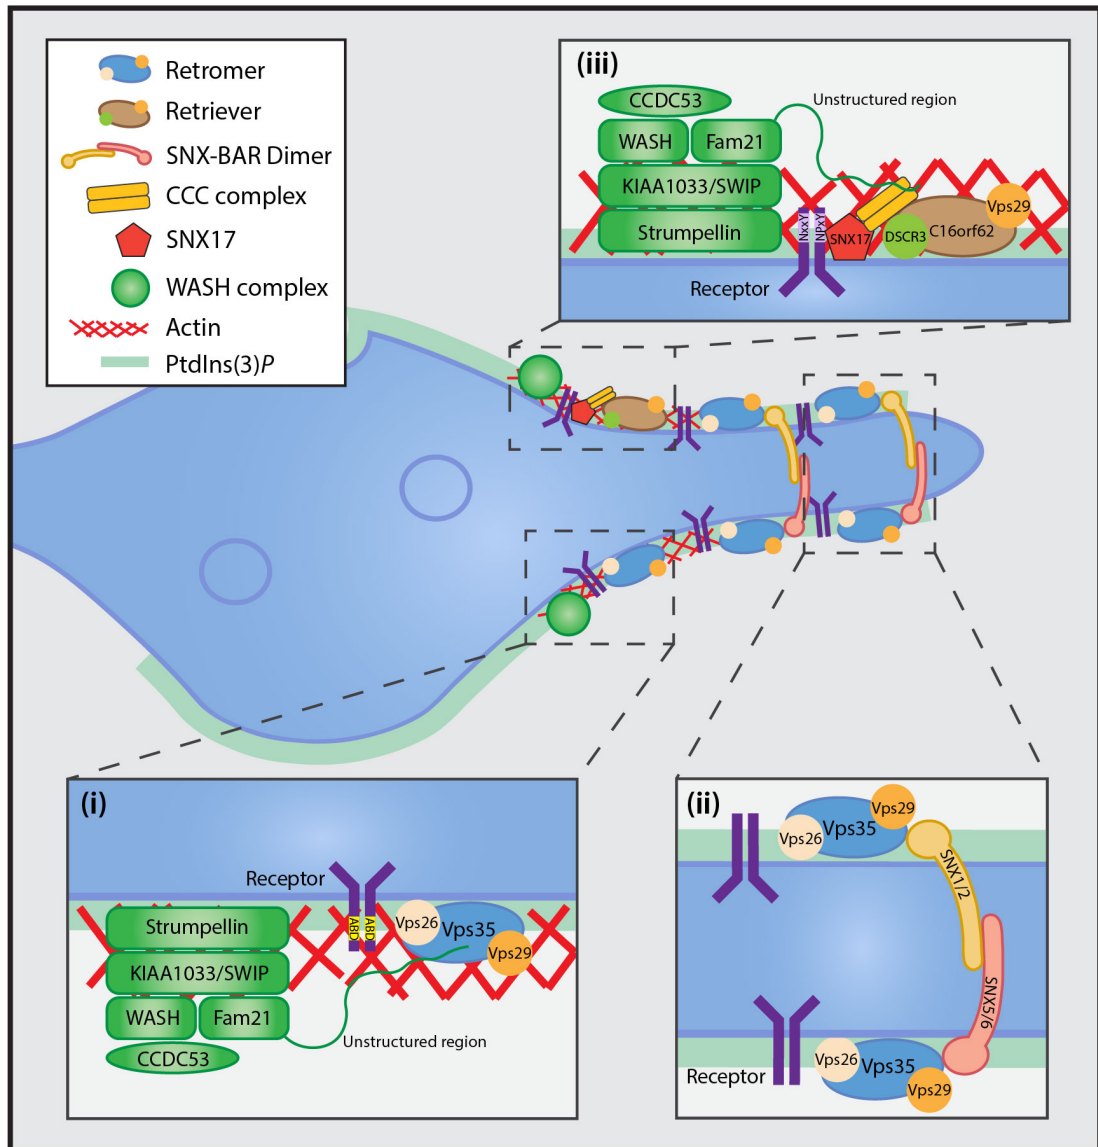 Retromer
Retriever
SNX-BAR Dimer
CCC complex
SNX17
WASH complex
Actin
PtdIns(3)P
(iii)
CCDC53
Unstructured region
WASH
Fam21
KIAA1033/SWIP
Strumpellin
NxxY
NPxY
SNX17
DSCR3
C16orf62
Vps29
Receptor
(i)
Receptor
Strumpellin
ABD
ABD
Vps26
Vps35
Vps29
KIAA1033/SWIP
WASH
Fam21
CCDC53
Unstructured region
(ii)
Vps29
Vps26
Vps35
SNX1/2
SNX5/6
Vps26
Vps35
Vps29
Receptor